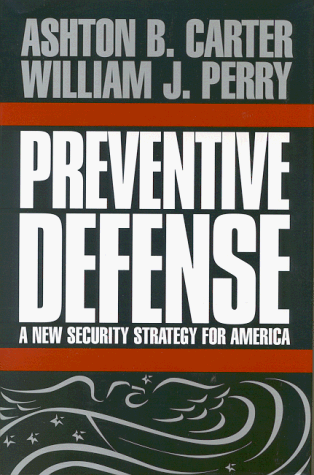 ASHTON B. CARTER
WILLIAM J. PERRY
PREVENTIVE
DEFENSE
A NEW SECURITY STRATEGY FOR AMERICA